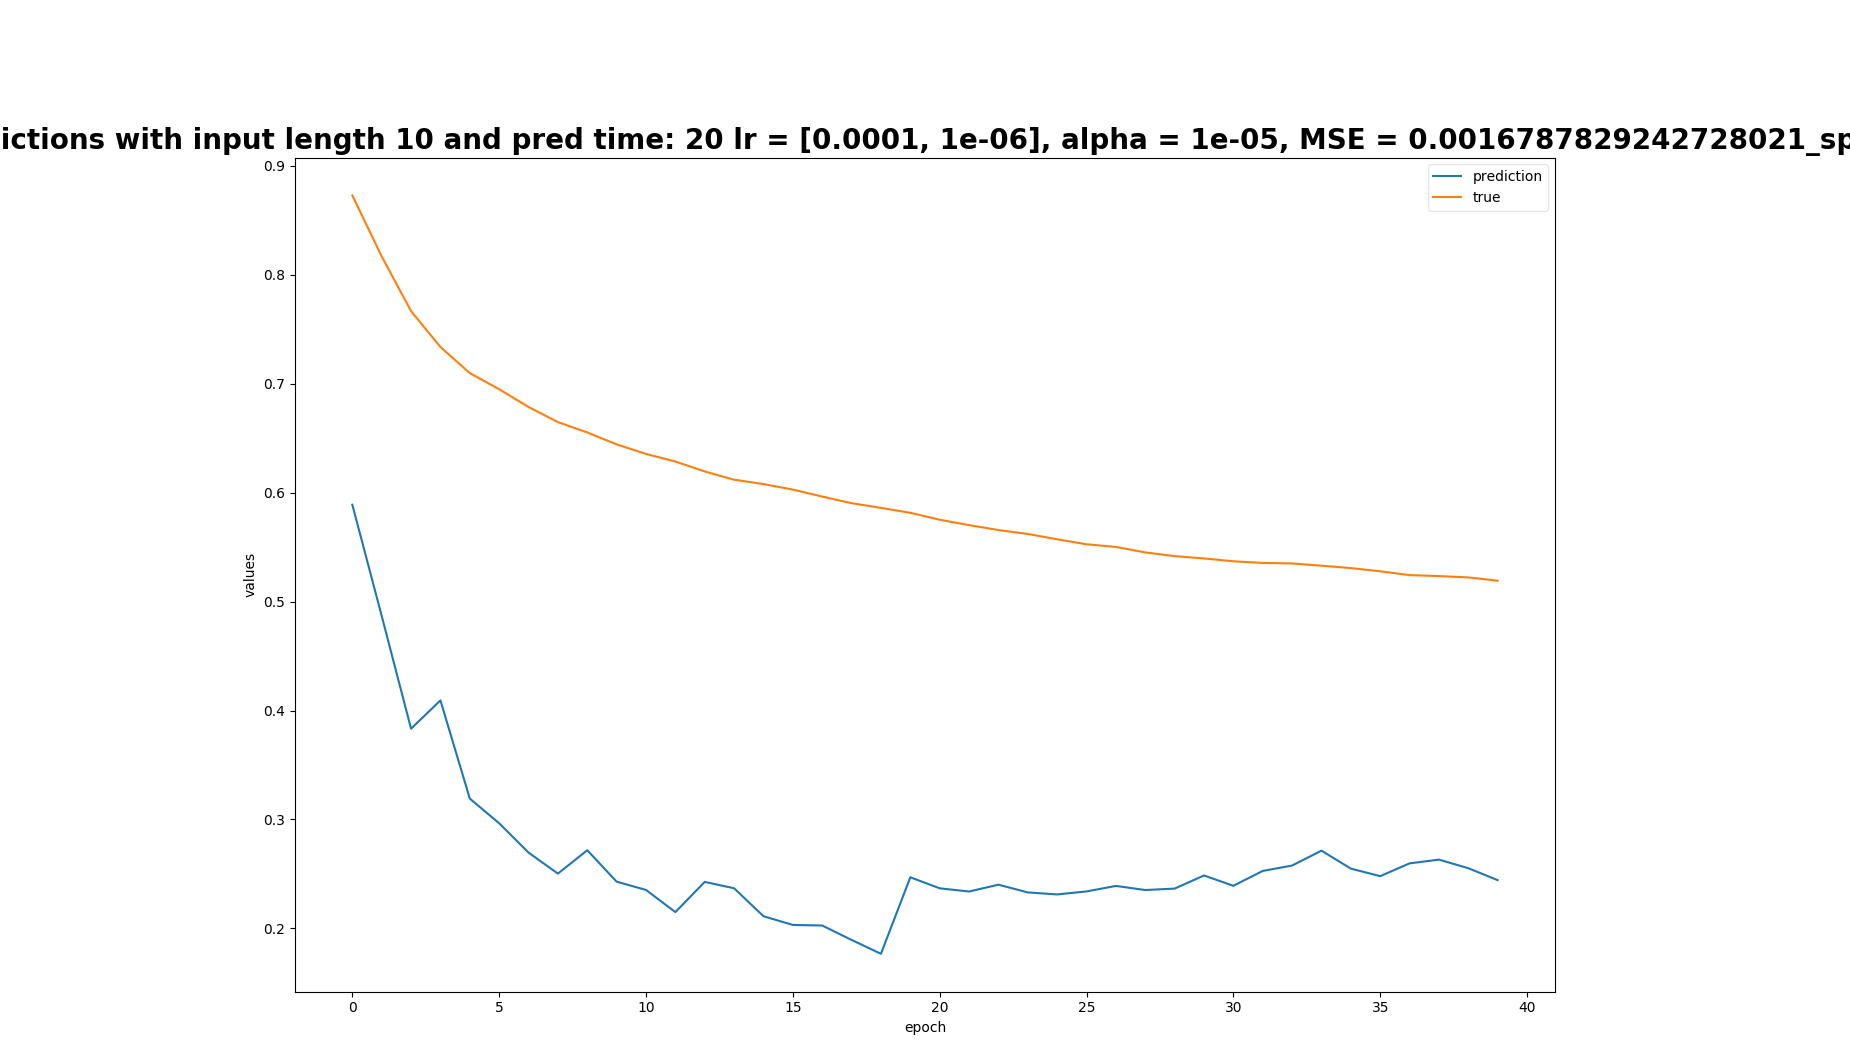 ictions with input length 10 and pred time: 20 lr = [0.0001, 1e-06], alpha = 1e-05, MSE = 0.0016787829242728021_sp
prediction
true
0.9
0.8
0.7
0.6
0.5
0.4
0.3
0.2
values
0 5 10 15 20 25 30 35 40
epoch